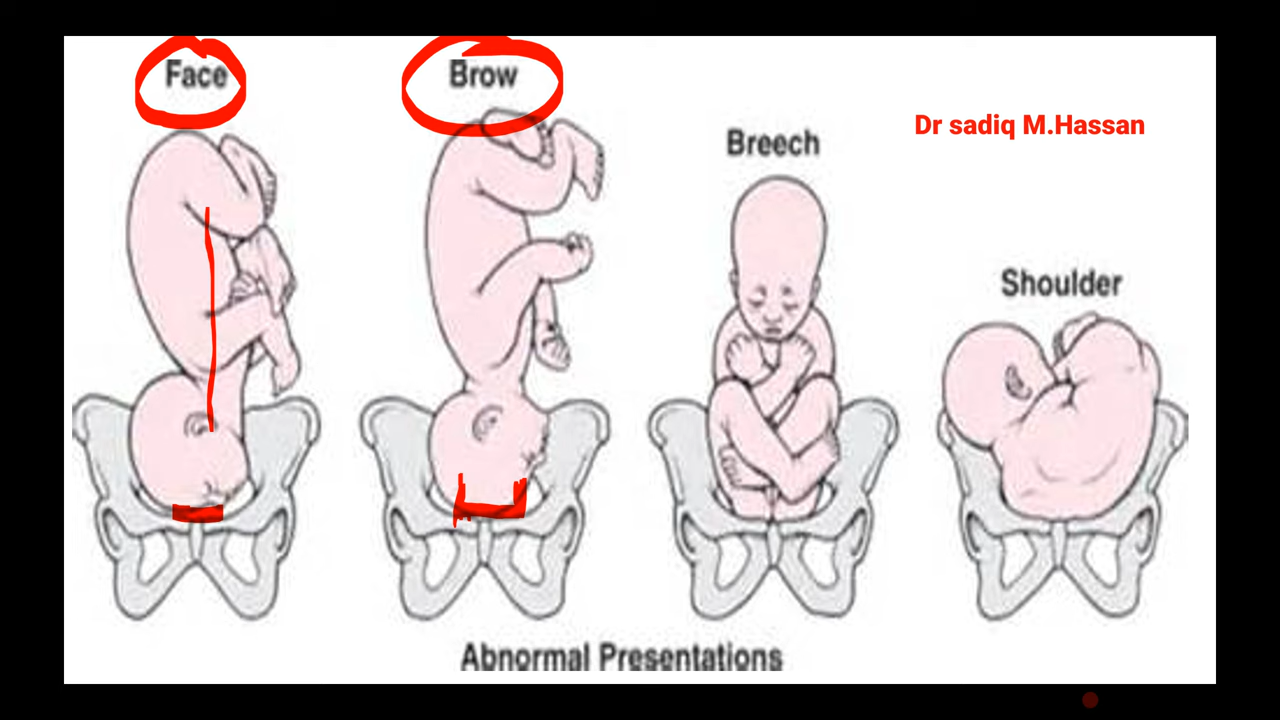 Face
Brow
Dr sadiq M.Hassan
Breech
Shoulder
Abnormal Presentations